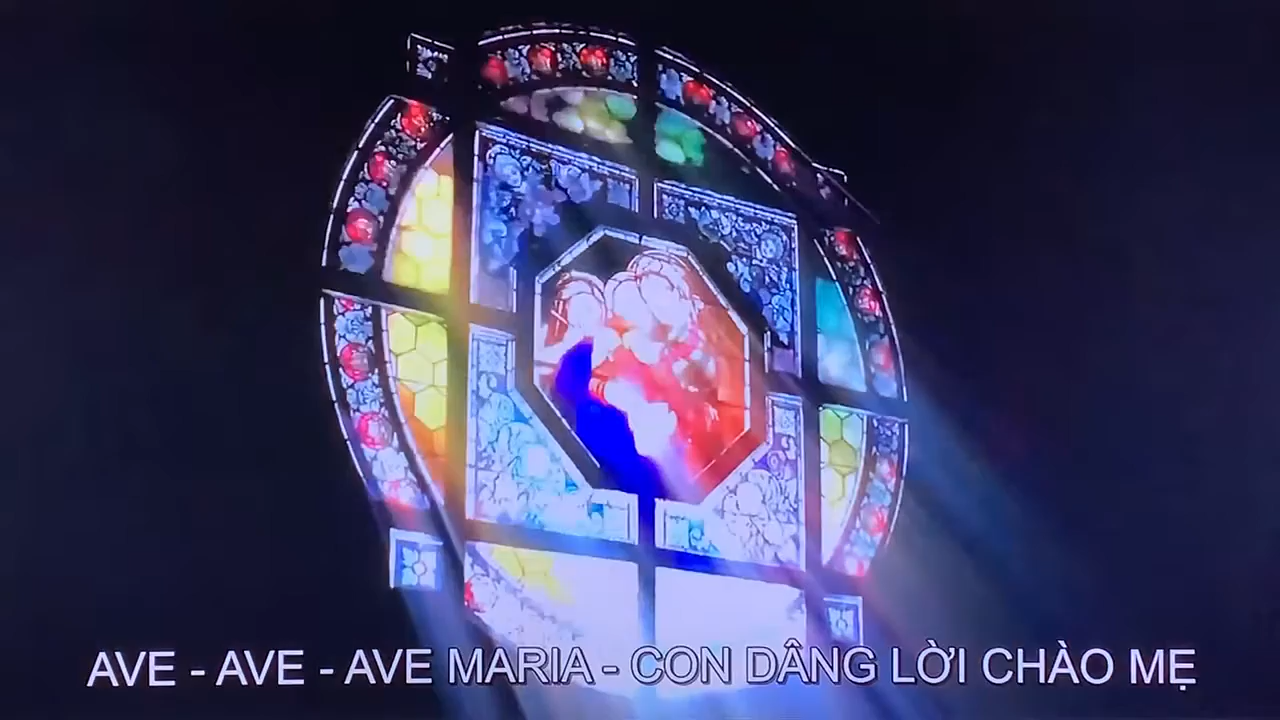 AVE - AVE - AVE MARIA - CON DÂNG LỜI CHÀO MẸ